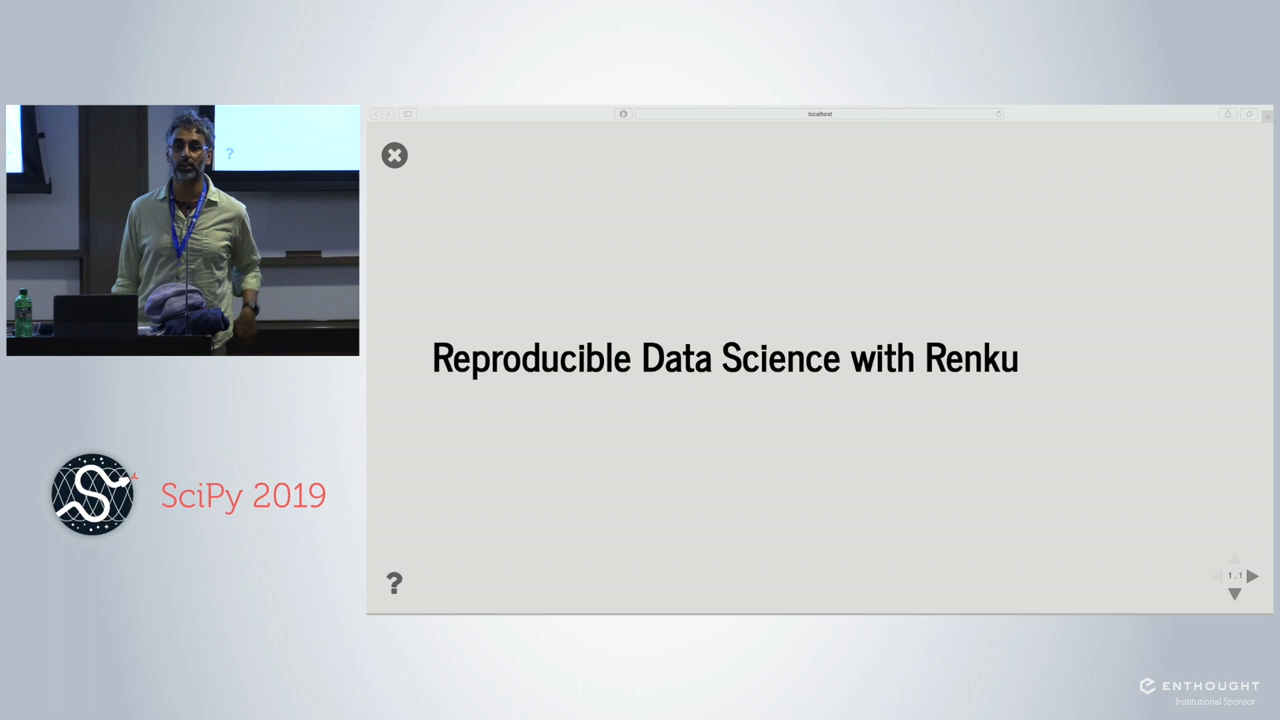 ?
localhost
Reproducible Data Science with Renku
SciPy 2019
?
1.1
ENTHOUGHT
Institutional Sponsor